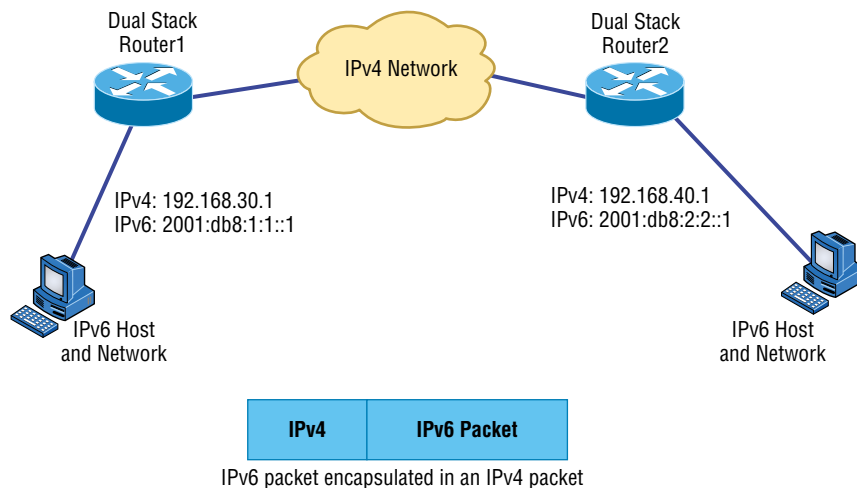 Dual Stack
Router1
IPv4 Network
Dual Stack
Router2
IPv4: 192.168.30.1
IPv6: 2001:db8:1:1::1
IPv4: 192.168.40.1
IPv6: 2001:db8:2:2::1
IPv6 Host
and Network
IPv6 Host
and Network
IPv4
IPv6 Packet
IPv6 packet encapsulated in an IPv4 packet